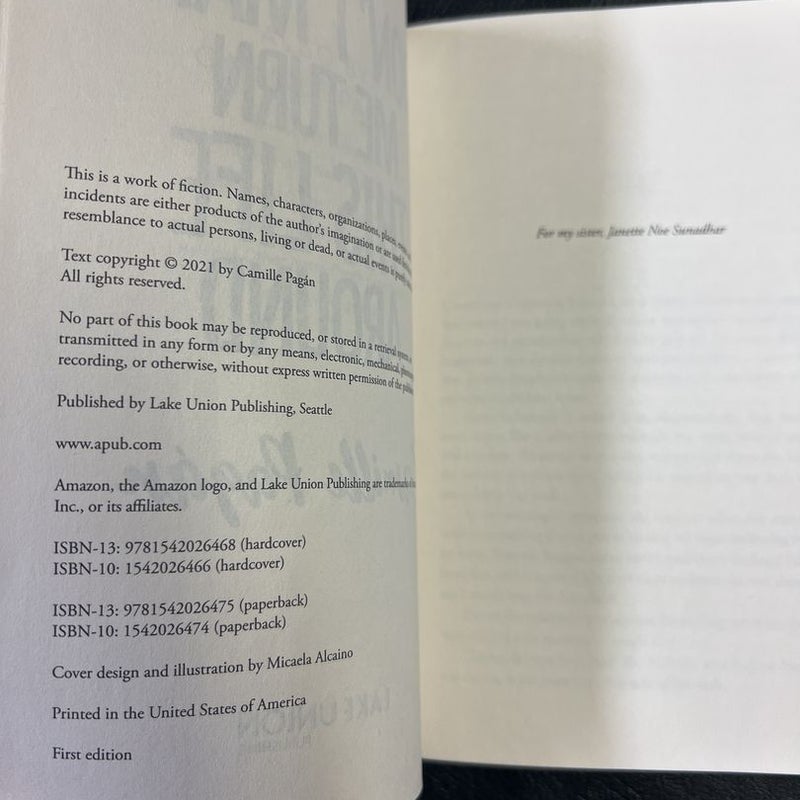 This is a work of fiction. Names, characters, organizations, places,
incidents are either products of the author's imagination or are used
resemblance to actual persons, living or dead, or actual events is purely
Text copyright © 2021 by Camille Pagán
All rights reserved.
No part of this book may be reproduced, or stored in a retrieval system,
transmitted in any form or by any means, electronic, mechanical,
recording, or otherwise, without express written permission of the
Published by Lake Union Publishing, Seattle
www.apub.com
Amazon, the Amazon logo, and Lake Union Publishing are trademarks of
Inc., or its affiliates.
ISBN-13: 9781542026468 (hardcover)
ISBN-10: 1542026466 (hardcover)
ISBN-13: 9781542026475 (paperback)
ISBN-10: 1542026474 (paperback)
Cover design and illustration by Micaela Alcaino
Printed in the United States of America
First edition
For my sister, Janette Noe Sunadhar